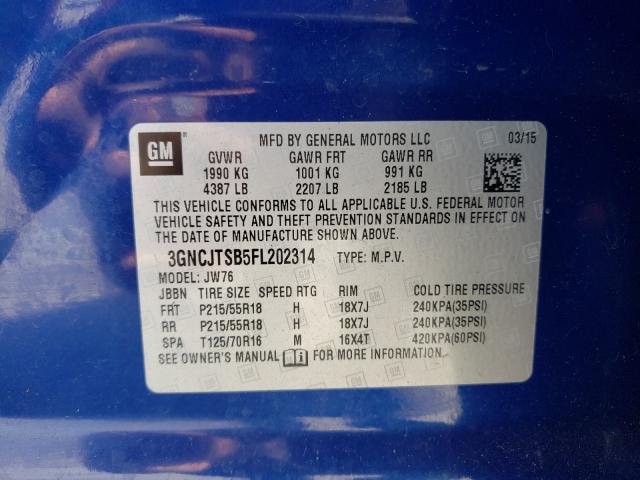 GM
MFD BY GENERAL MOTORS LLC 03/15
GVWR GAWR FRT GAWR RR
1990 KG 1001 KG 991 KG
4387 LB 2207 LB 2185 LB
THIS VEHICLE CONFORMS TO ALL APPLICABLE U.S. FEDERAL MOTOR
VEHICLE SAFETY AND THEFT PREVENTION STANDARDS IN EFFECT ON
THE DATE OF MANUFACTURE SHOWN ABOVE.
3GNCJTSB5FL202314 TYPE: M.P.V.
MODEL: JW76
JBBN TIRE SIZE SPEED RTG RIM COLD TIRE PRESSURE
FRT P215/55R18 H 18X7J 240KPA(35PSI)
RR P215/55R18 H 18X7J 240KPA(35PSI)
SPA T125/70R16 M 16X4T 420KPA(60PSI)
SEE OWNER'S MANUAL FOR MORE INFORMATION.